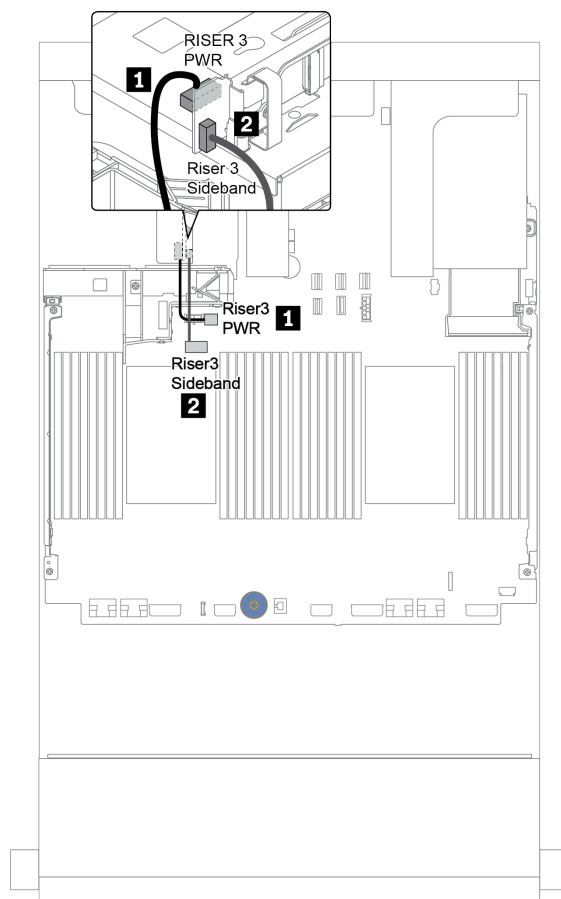 RISER 3
PWR
1
2
Riser 3
Sideband
Riser3
PWR
1
Riser3
Sideband
2